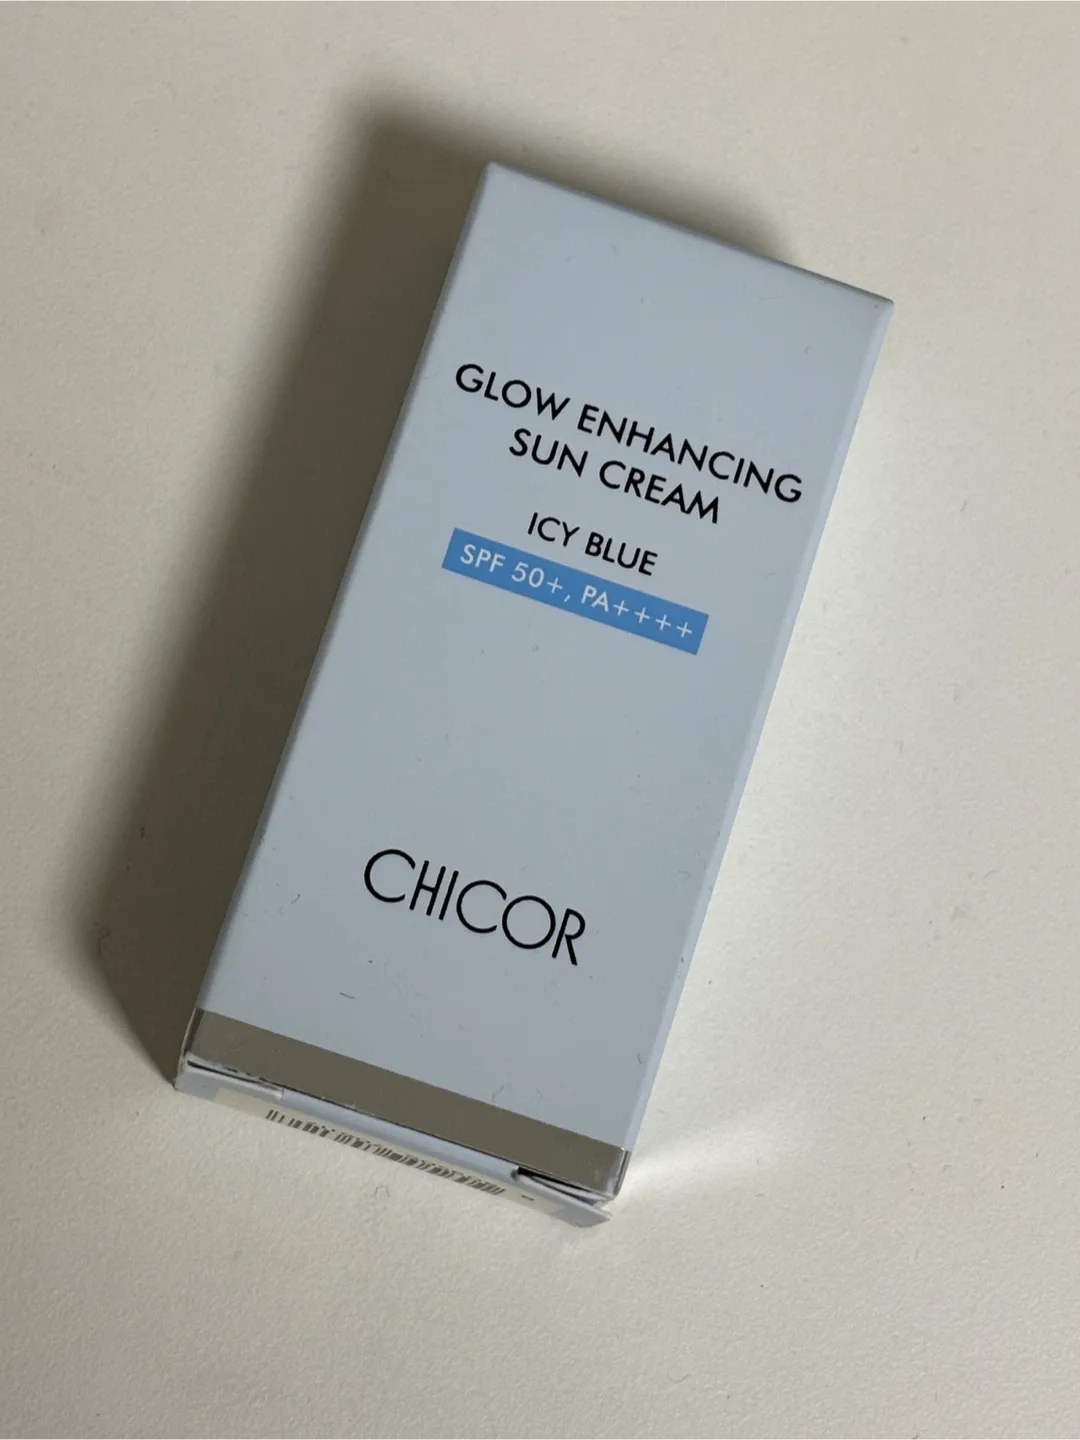 GLOW ENHANCING
SUN CREAM
ICY BLUE
SPF 50+, PA++++
CHICOR